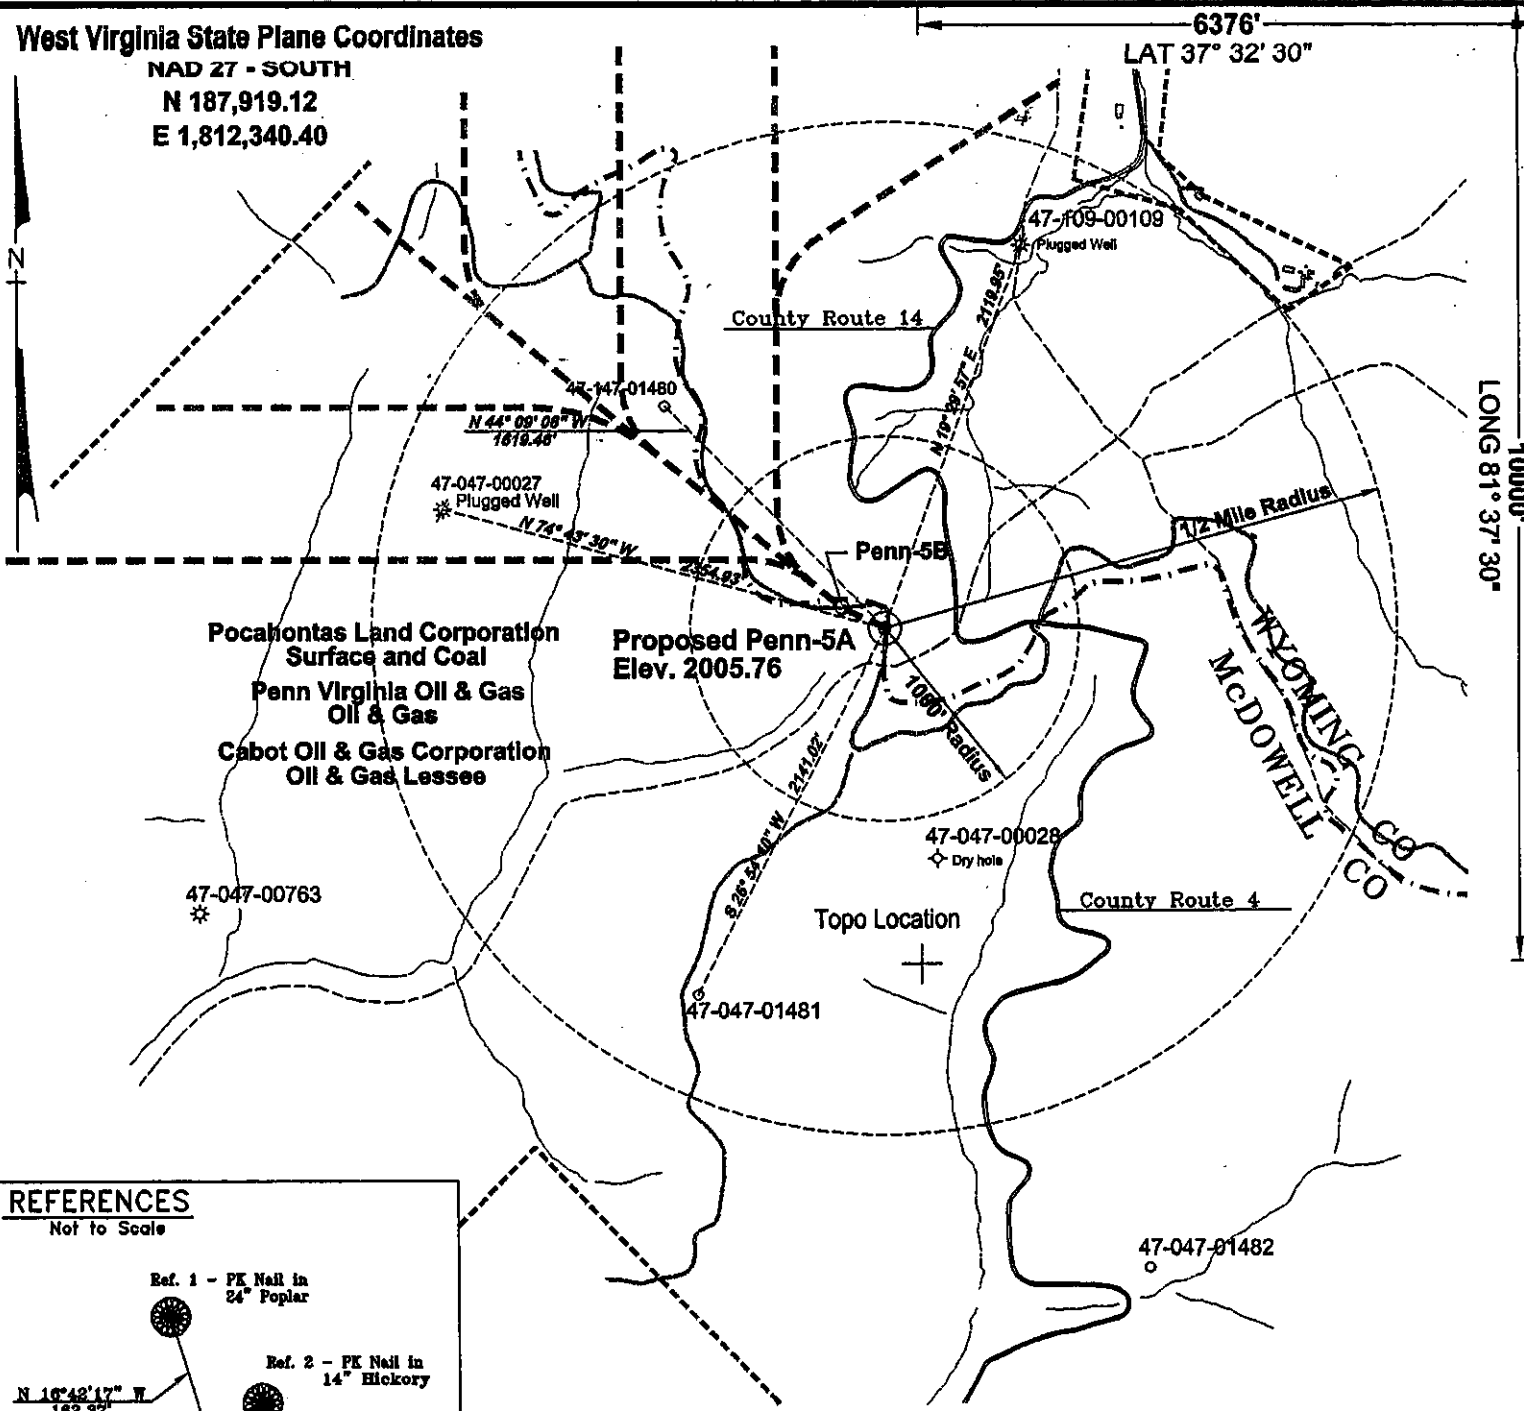 West Virginia State Plane Coordinates
NAD 27 - SOUTH
N 187,919.12
E 1,812,340.40
6376'
LAT 37° 32' 30"
N
10000'
LONG 81° 37' 30"
47-109-00109
Plugged Well
2119.95'
N 19° 29' 57" E
County Route 14
47-147-01480
N 44° 09' 06" W
1619.46'
47-047-00027
Plugged Well
N 74° 43' 30" W
2354.93'
1/2 Mile Radius
Penn-5B
Proposed Penn-5A
Elev. 2005.76
Pocahontas Land Corporation
Surface and Coal
Penn Virginia Oil & Gas
Oil & Gas
Cabot Oil & Gas Corporation
Oil & Gas Lessee
Radius
WYOMING CO
McDOWELL CO
2141.02'
S 26° 54' 40" W
47-047-00028
Dry hole
47-047-00763
County Route 4
Topo Location
47-047-01481
47-047-01482
REFERENCES
Not to Scale
Ref. 1 - PK Nail in
24" Poplar
Ref. 2 - PK Nail in
14" Hickory
N 16°42'17" W